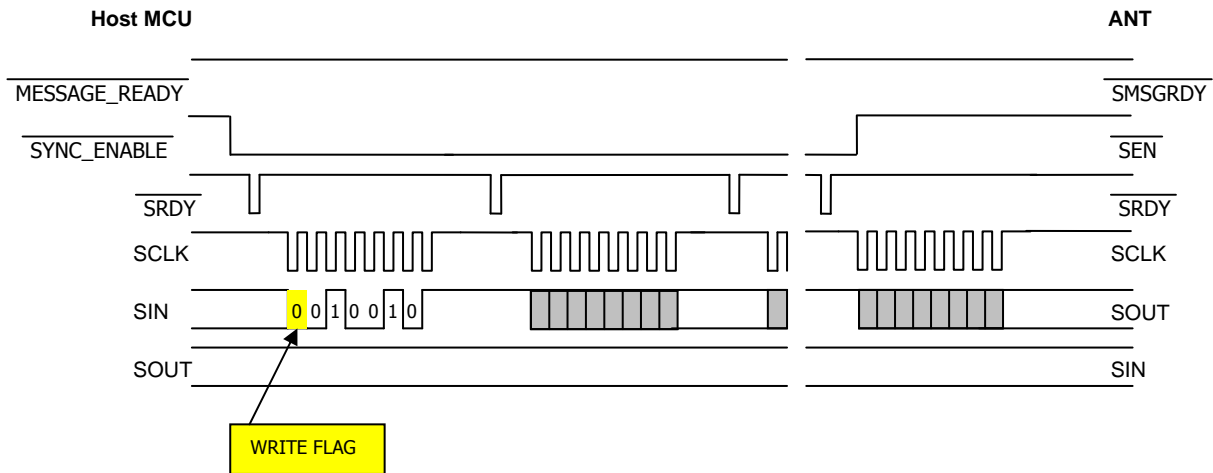 Host MCU ANT
MESSAGE_READY SMSGRDY
SYNC_ENABLE SEN
SRDY SRDY
SCLK SCLK
SIN 0 0 1 0 0 1 0 SOUT
SOUT SIN
WRITE FLAG